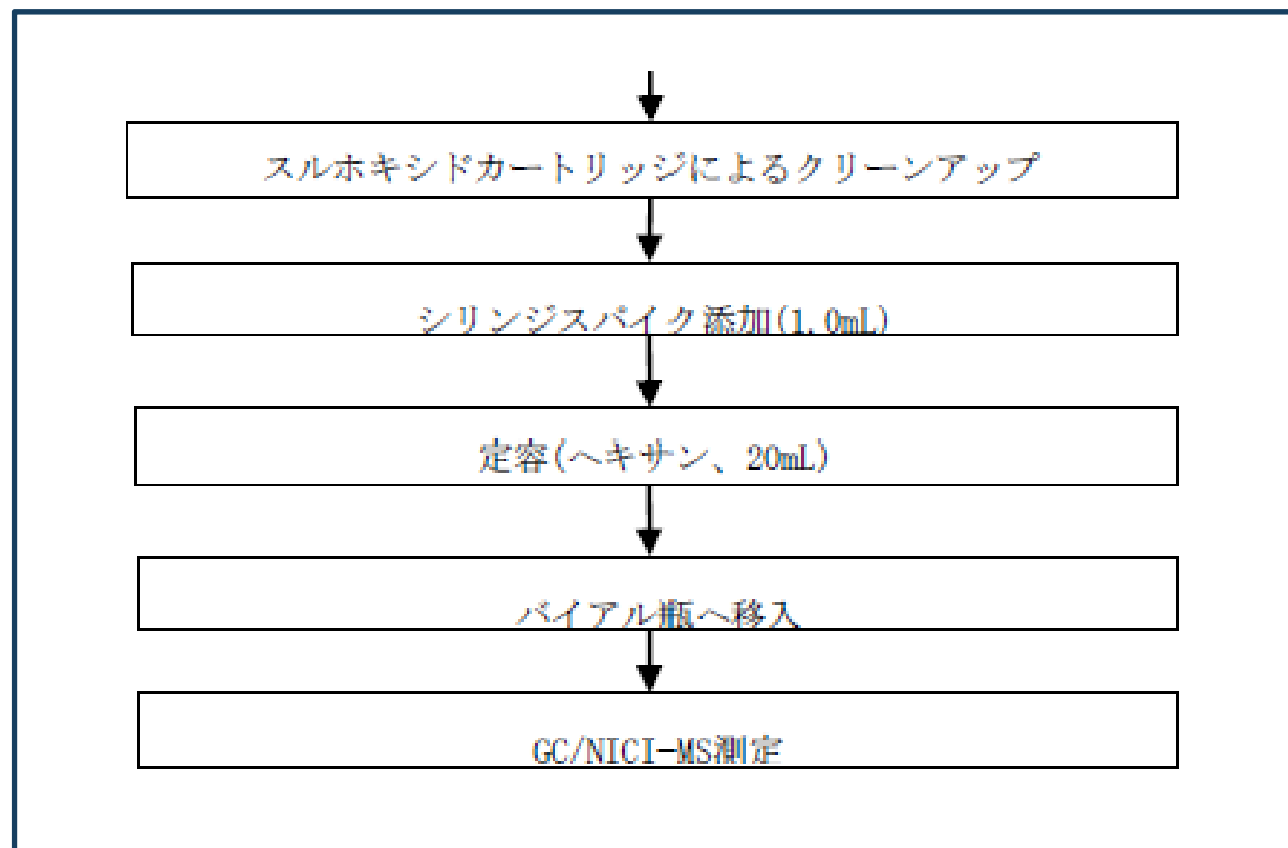 スルホキシドカートリッジによるクリーンアップ
シリンジスパイク添加(1.0mL)
定容(ヘキサン、20mL)
バイアル瓶へ移入
GC/NICI-MS測定